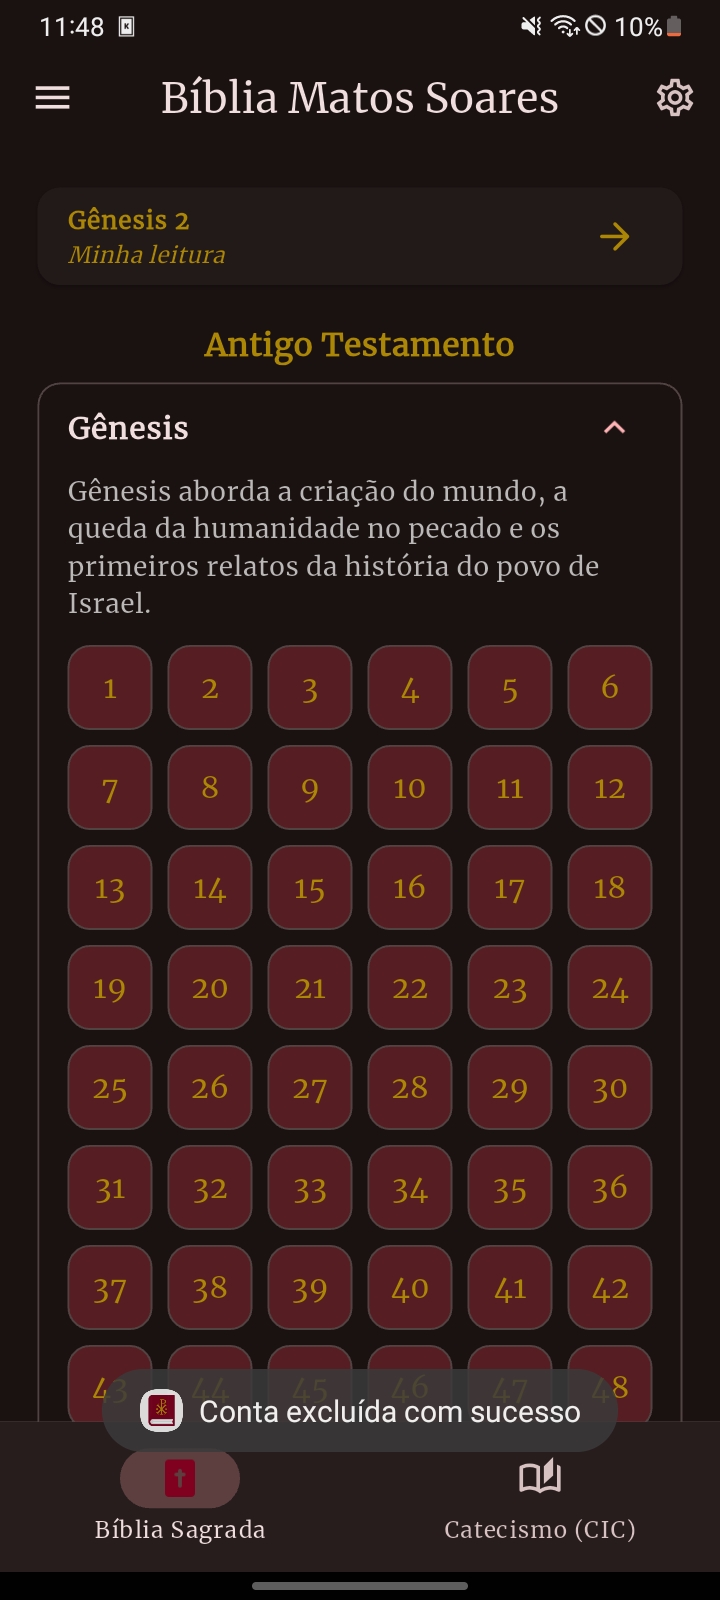 11:48
10%
Bíblia Matos Soares
Gênesis 2
Minha leitura
Antigo Testamento
Gênesis
Gênesis aborda a criação do mundo, a
queda da humanidade no pecado e os
primeiros relatos da história do povo de
Israel.
1 2 3 4 5 6
7 8 9 10 11 12
13 14 15 16 17 18
19 20 21 22 23 24
25 26 27 28 29 30
31 32 33 34 35 36
37 38 39 40 41 42
43 44 45 46 47 48
Conta excluída com sucesso
Bíblia Sagrada
Catecismo (CIC)